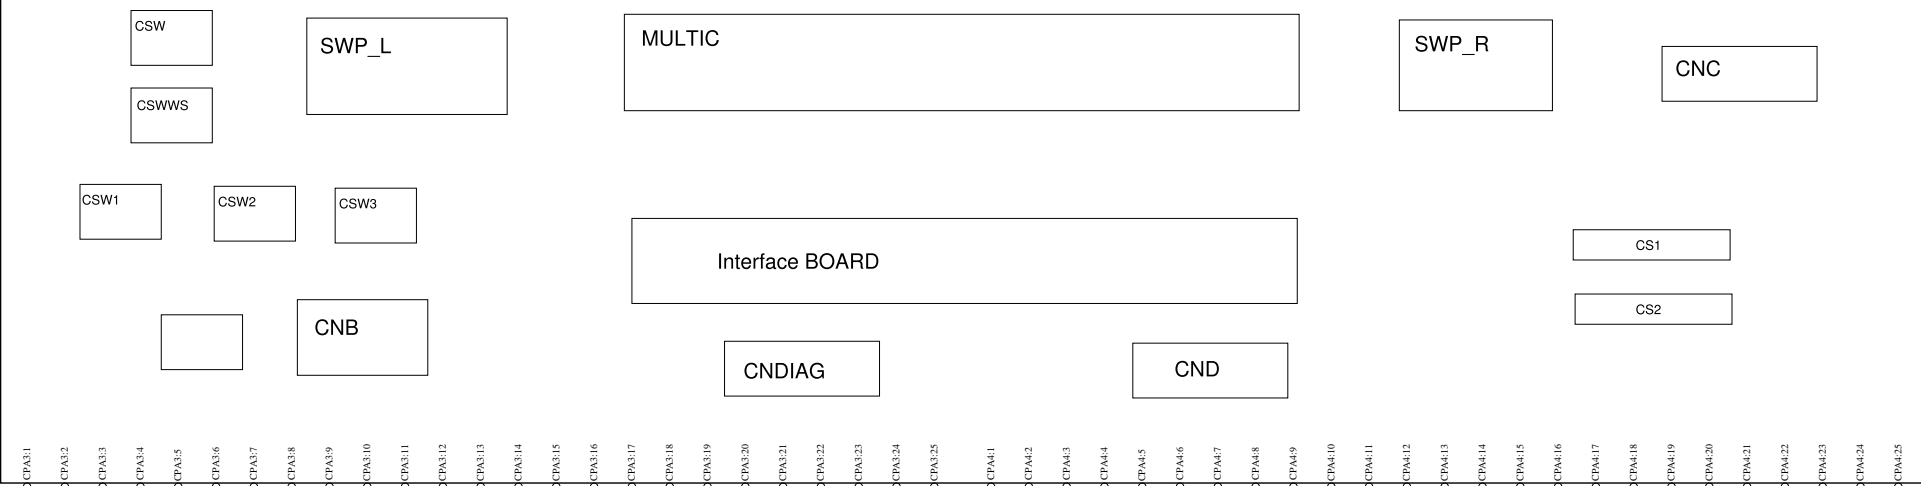 CSW
SWP_L
MULTIC
SWP_R
CNC
CSWWS
CSW1
CSW2
CSW3
Interface BOARD
CS1
CS2
CNB
CNDIAG
CND
CPA3:1
CPA3:2
CPA3:3
CPA3:4
CPA3:5
CPA3:6
CPA3:7
CPA3:8
CPA3:9
CPA3:10
CPA3:11
CPA3:12
CPA3:13
CPA3:14
CPA3:15
CPA3:16
CPA3:17
CPA3:18
CPA3:19
CPA3:20
CPA3:21
CPA3:22
CPA3:23
CPA3:24
CPA3:25
CPA4:1
CPA4:2
CPA4:3
CPA4:4
CPA4:5
CPA4:6
CPA4:7
CPA4:8
CPA4:9
CPA4:10
CPA4:11
CPA4:12
CPA4:13
CPA4:14
CPA4:15
CPA4:16
CPA4:17
CPA4:18
CPA4:19
CPA4:20
CPA4:21
CPA4:22
CPA4:23
CPA4:24
CPA4:25